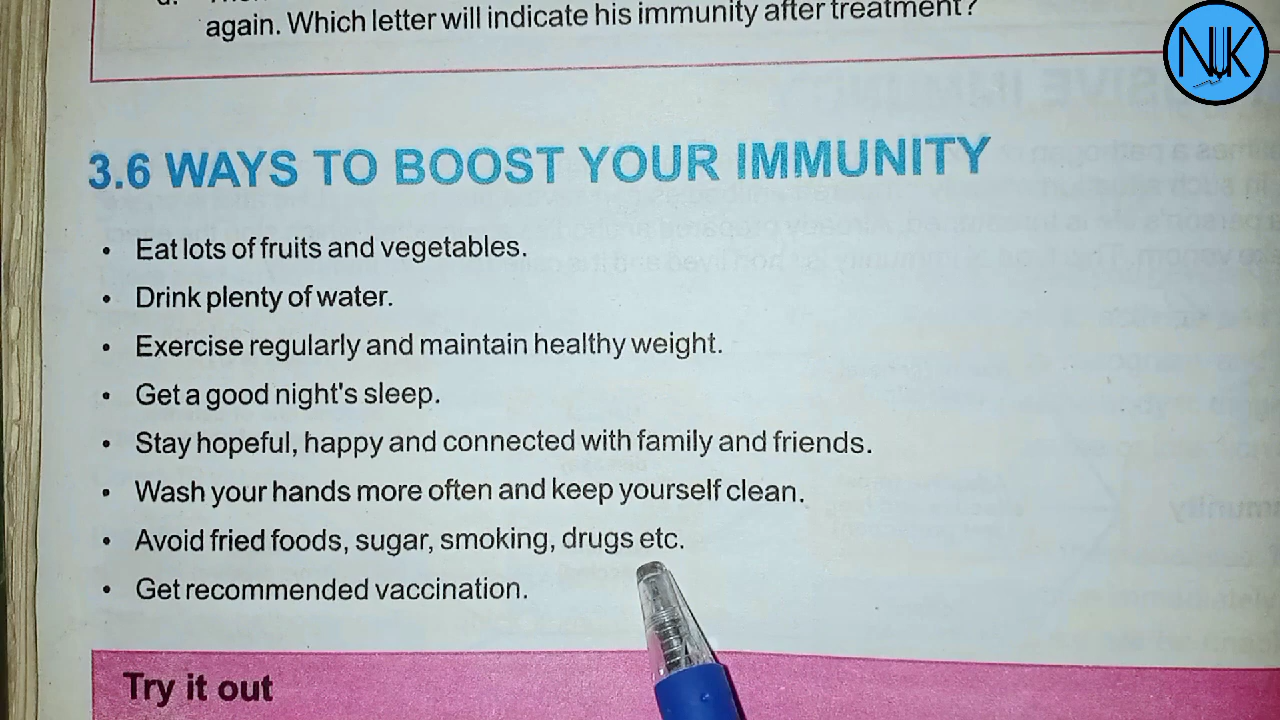 again. Which letter will indicate his immunity after treatment?
NJK
3.6 WAYS TO BOOST YOUR IMMUNITY
• Eat lots of fruits and vegetables.
• Drink plenty of water.
• Exercise regularly and maintain healthy weight.
• Get a good night's sleep.
• Stay hopeful, happy and connected with family and friends.
• Wash your hands more often and keep yourself clean.
• Avoid fried foods, sugar, smoking, drugs etc.
• Get recommended vaccination.
Try it out